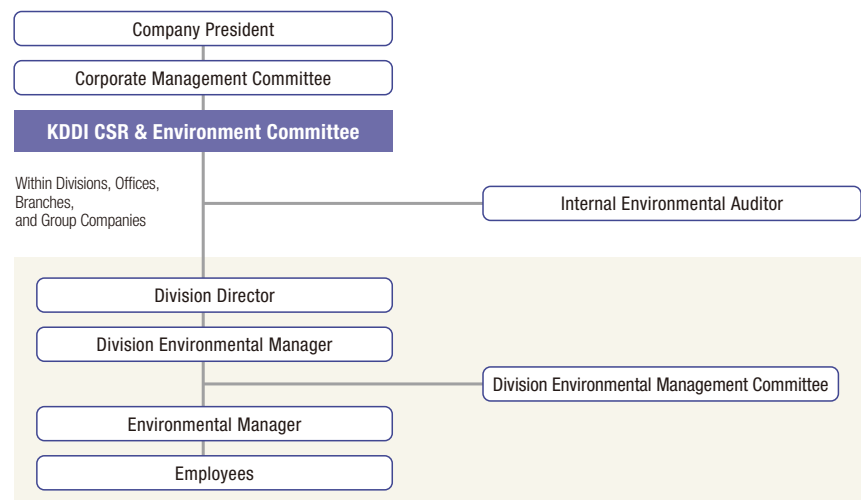 Company President
Corporate Management Committee
KDDI CSR & Environment Committee
Within Divisions, Offices,
Branches,
and Group Companies
Internal Environmental Auditor
Division Director
Division Environmental Manager
Division Environmental Management Committee
Environmental Manager
Employees